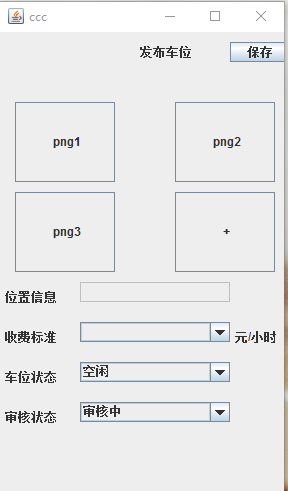 ccc
发布车位 保存
png1 png2
png3 +
位置信息
收费标准 元/小时
车位状态 空闲
审核状态 审核中